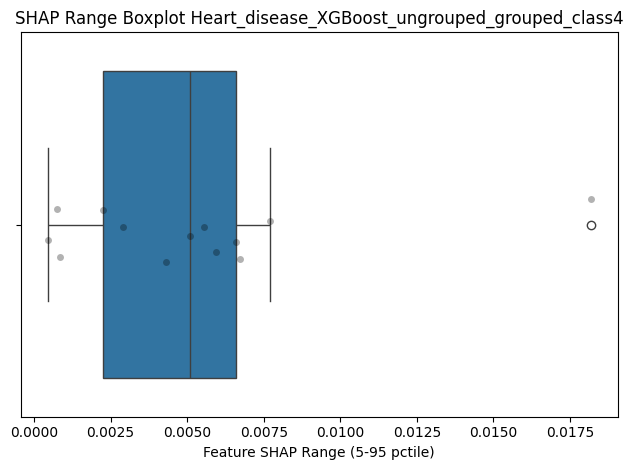 SHAP Range Boxplot Heart_disease_XGBoost_ungrouped_grouped_class4
0.0000 0.0025 0.0050 0.0075 0.0100 0.0125 0.0150 0.0175
Feature SHAP Range (5-95 pctile)